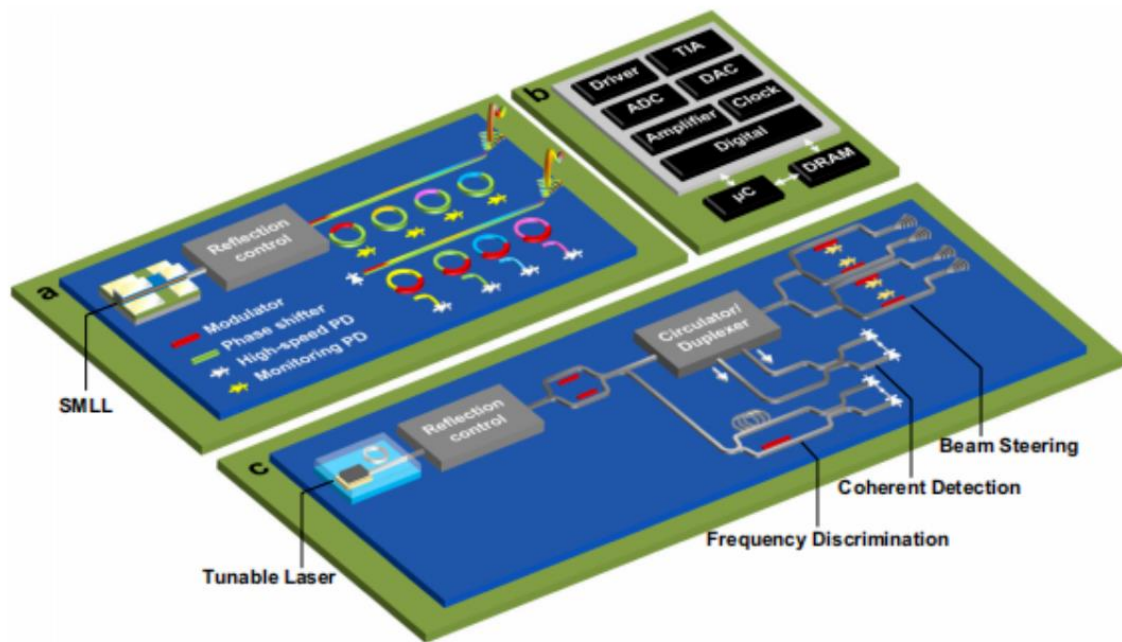 a
Reflection
control
Modulator
Phase shifter
High-speed PD
Monitoring PD
SMLL
b
Driver
TIA
ADC
DAC
Amplifier
Clock
Digital
µC
DRAM
c
Reflection
control
Circulator/
Duplexer
Beam Steering
Coherent Detection
Frequency Discrimination
Tunable Laser